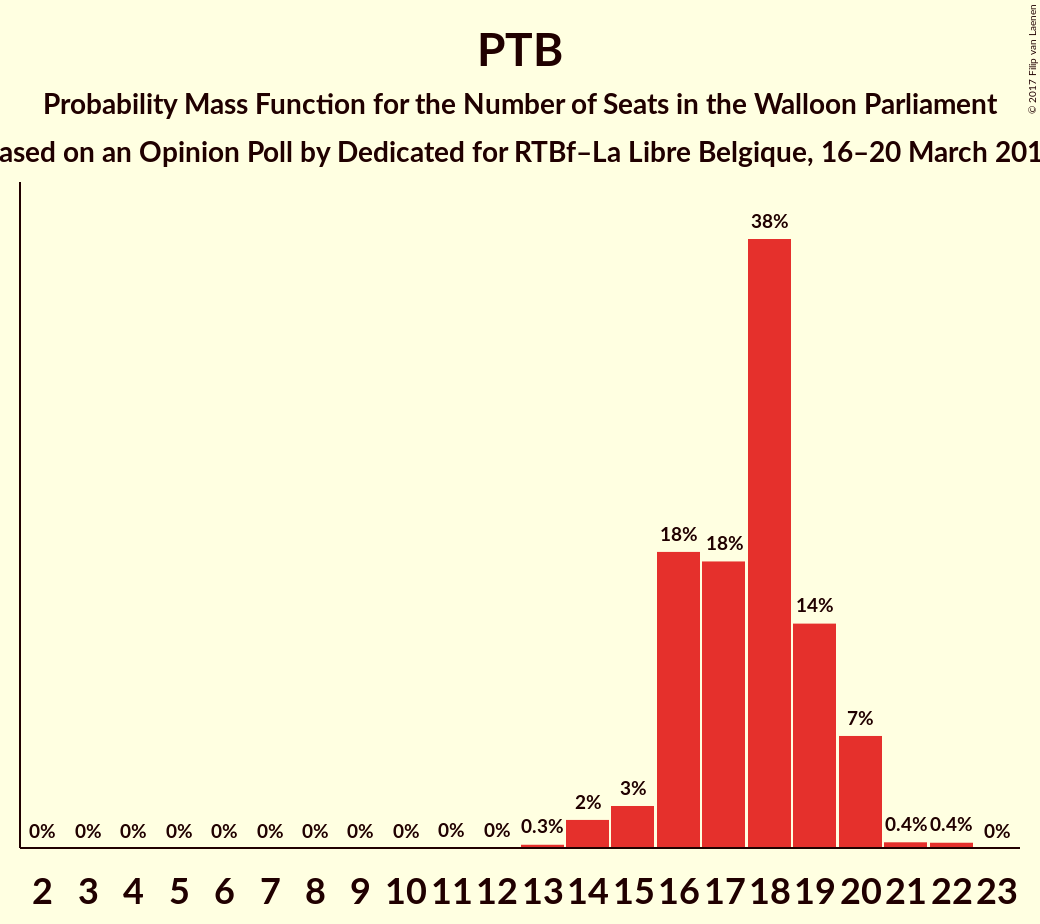 PTB
Probability Mass Function for the Number of Seats in the Walloon Parliament
ased on an Opinion Poll by Dedicated for RTBf–La Libre Belgique, 16–20 March 201
© 2017 Filip van Laenen
38%
18%
18%
14%
7%
3%
2%
0% 0% 0% 0% 0% 0% 0% 0% 0% 0% 0% 0.3% 0.4% 0.4% 0%
2 3 4 5 6 7 8 9 10 11 12 13 14 15 16 17 18 19 20 21 22 23